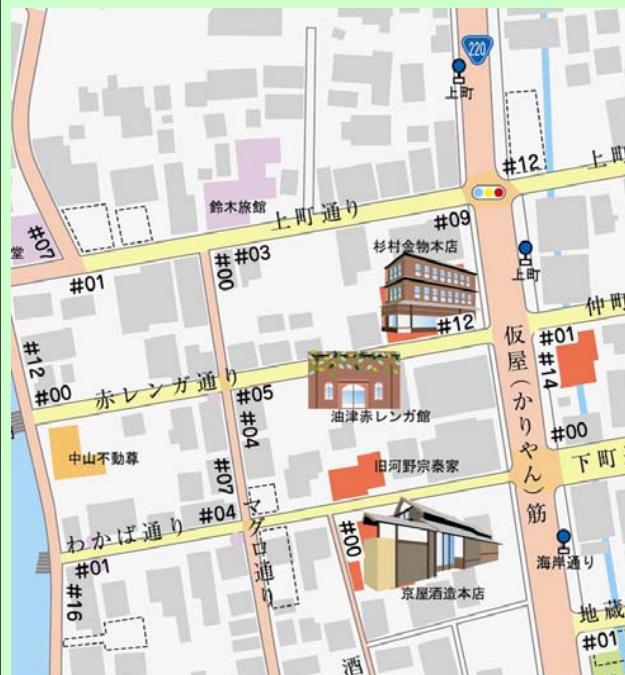 220
上町
#12
上町
鈴木旅館
上町通り
#09
#07
堂
#03
#00
杉村金物本店
上町
#01
#12
仲町
#12
#01
#14
仮屋(かりやん)筋
#00
赤レンガ通り
#05
#04
油津赤レンガ館
#00
下町
中山不動尊
旧河野宗泰家
#07
マグロ通り
#04
わかば通り
#00
#01
#16
海岸通り
京屋酒造本店
地蔵
#01
酒